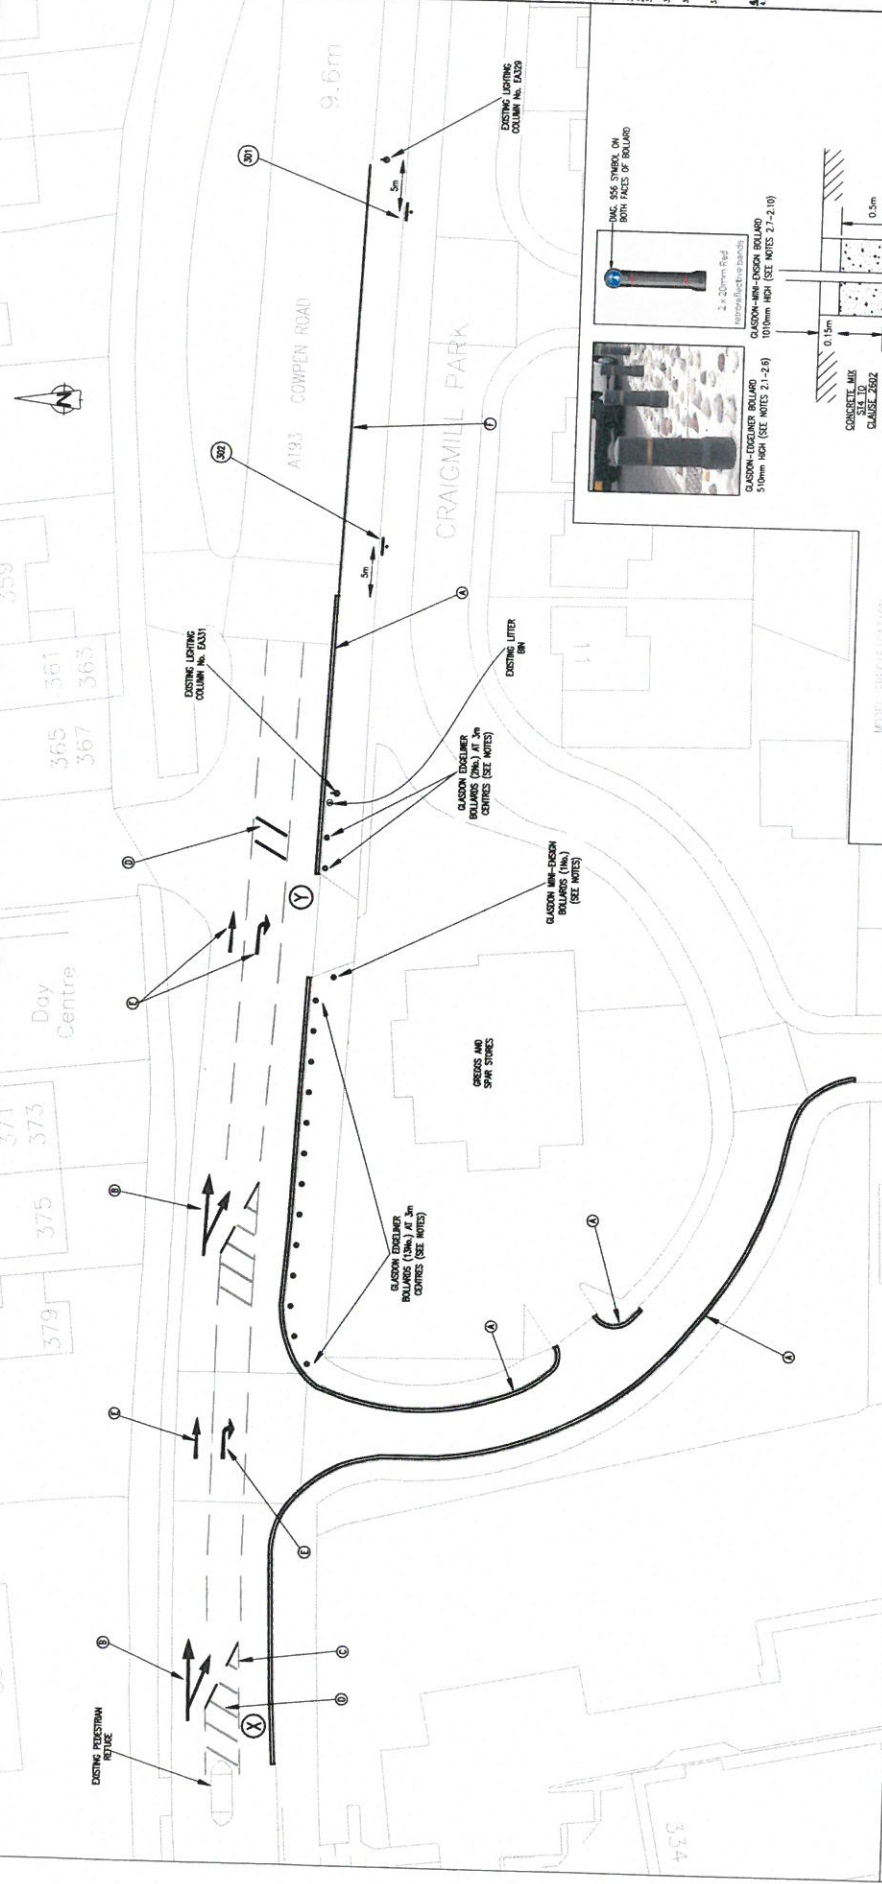 EXISTING PEDESTRIAN
REFUGE
B
X
D
C
E
E
379
375
371
373
B
Day
Centre
E
D
Y
365
367
361
363
359
EXISTING LIGHTING
COLUMN No. EA331
302
5m
A193 COWPEN ROAD
9.6m
N
301
5m
EXISTING LIGHTING
COLUMN No. EA329
F
CRAIGMILL PARK
A
EXISTING LITTER
BIN
11
GLASDON EDGELINER
BOLLARDS (2No.) AT 3m
CENTRES (SEE NOTES)
GLASDON MINI-ENSIGN
BOLLARDS (1No.)
(SEE NOTES)
GREGGS AND
SPAR STORES
GLASDON EDGELINER
BOLLARDS (13No.) AT 3m
CENTRES (SEE NOTES)
A
A
A
334
DIAG. 956 SYMBOL ON
BOTH FACES OF BOLLARD
2 x 20mm Red
retroreflective bands
GLASDON-EDGELINER BOLLARD
510mm HIGH (SEE NOTES 2.1-2.6)
GLASDON-MINI-ENSIGN BOLLARD
1010mm HIGH (SEE NOTES 2.7-2.10)
0.15m
0.5m
CONCRETE MIX
ST4 TO
CLAUSE 2602